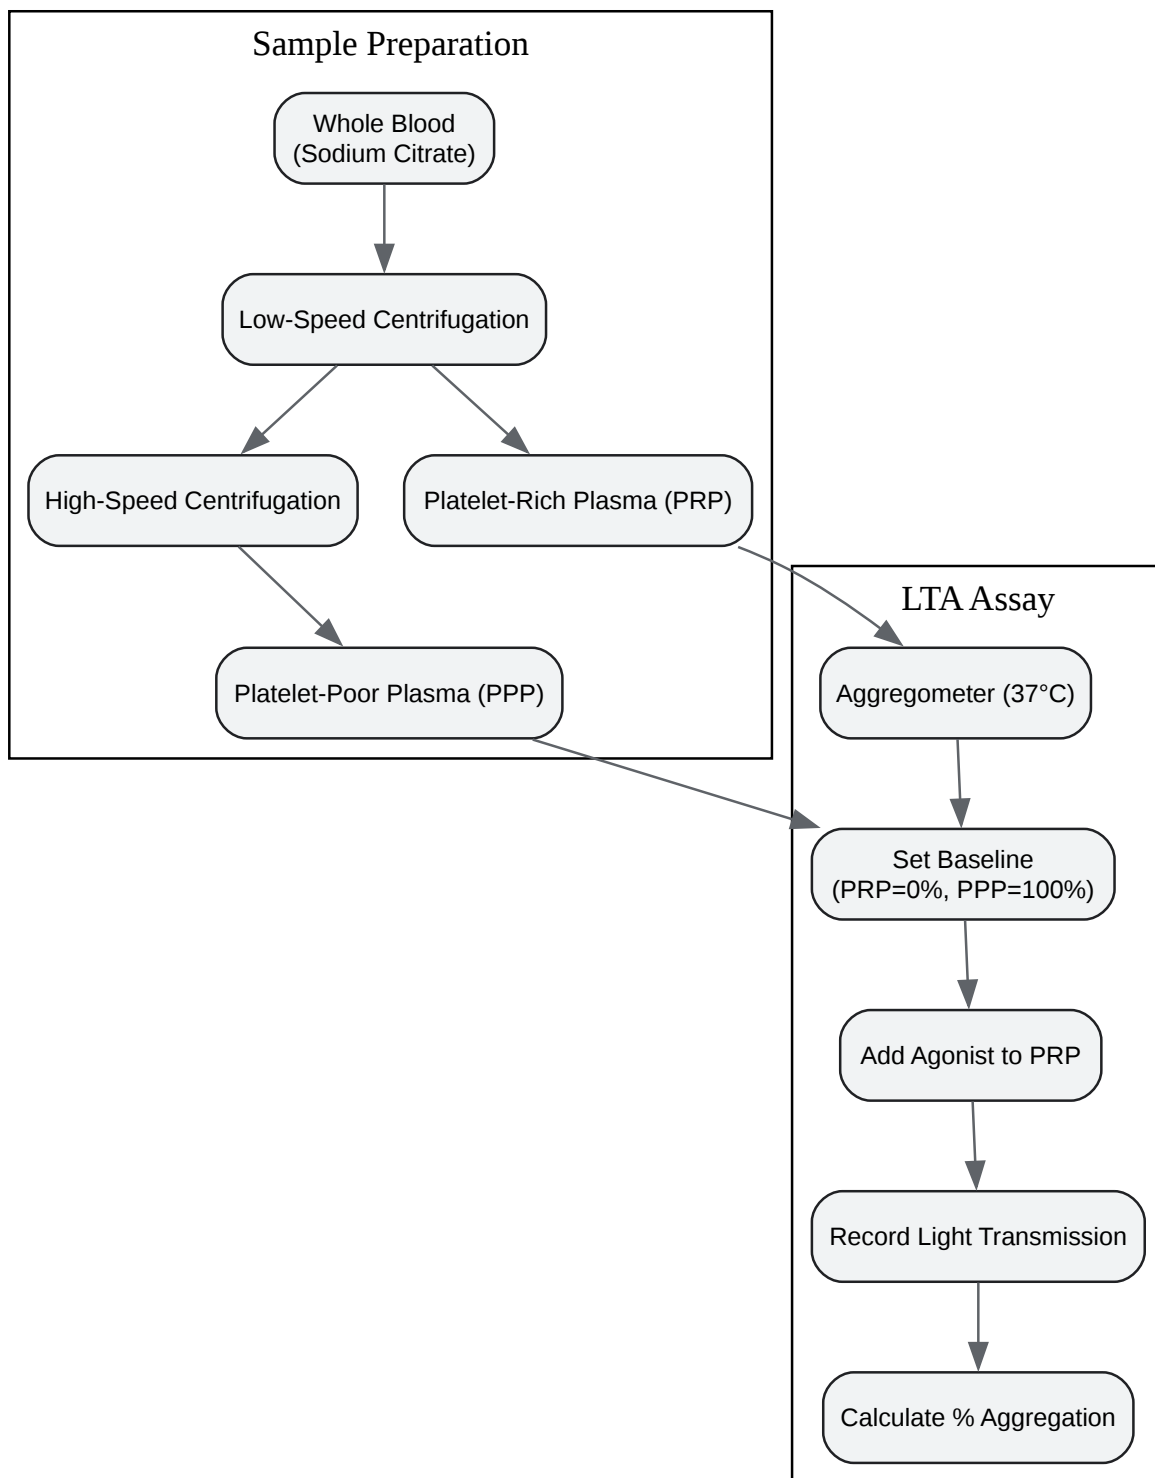 Sample Preparation
Whole Blood
(Sodium Citrate)
Low-Speed Centrifugation
High-Speed Centrifugation
Platelet-Rich Plasma (PRP)
Platelet-Poor Plasma (PPP)
LTA Assay
Aggregometer (37°C)
Set Baseline
(PRP=0%, PPP=100%)
Add Agonist to PRP
Record Light Transmission
Calculate % Aggregation